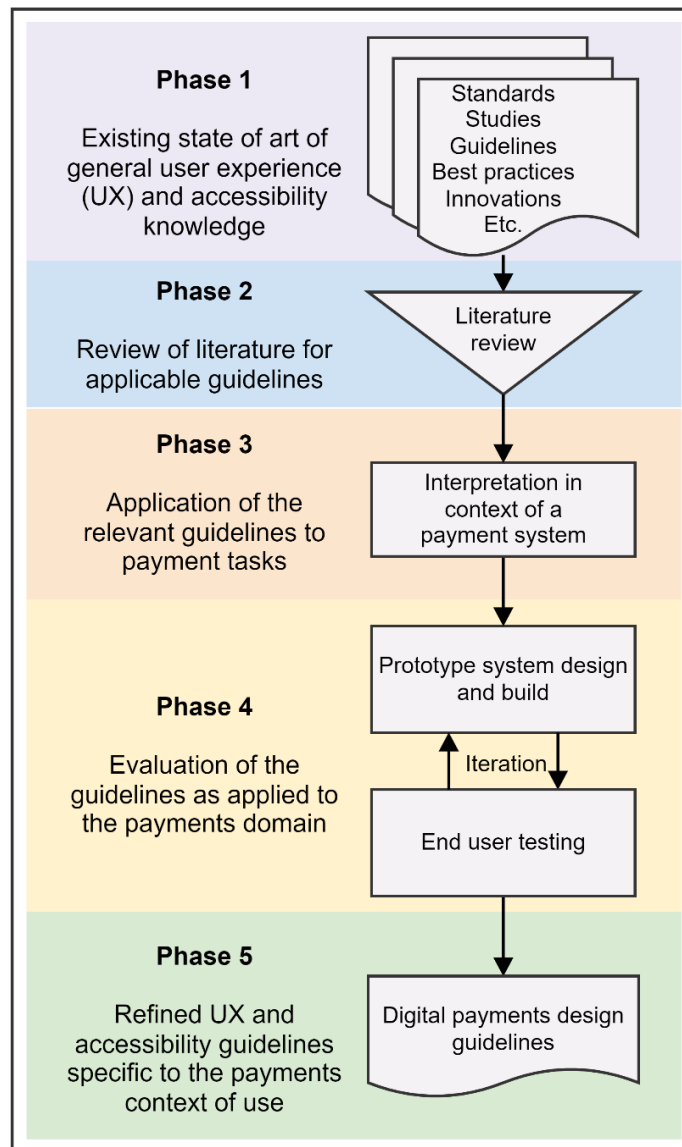 Phase 1
Existing state of art of
general user experience
(UX) and accessibility
knowledge
Standards
Studies
Guidelines
Best practices
Innovations
Etc.
Phase 2
Review of literature for
applicable guidelines
Literature
review
Phase 3
Application of the
relevant guidelines to
payment tasks
Interpretation in
context of a
payment system
Phase 4
Evaluation of the
guidelines as applied to
the payments domain
Prototype system design
and build
Iteration
End user testing
Phase 5
Refined UX and
accessibility guidelines
specific to the payments
context of use
Digital payments design
guidelines